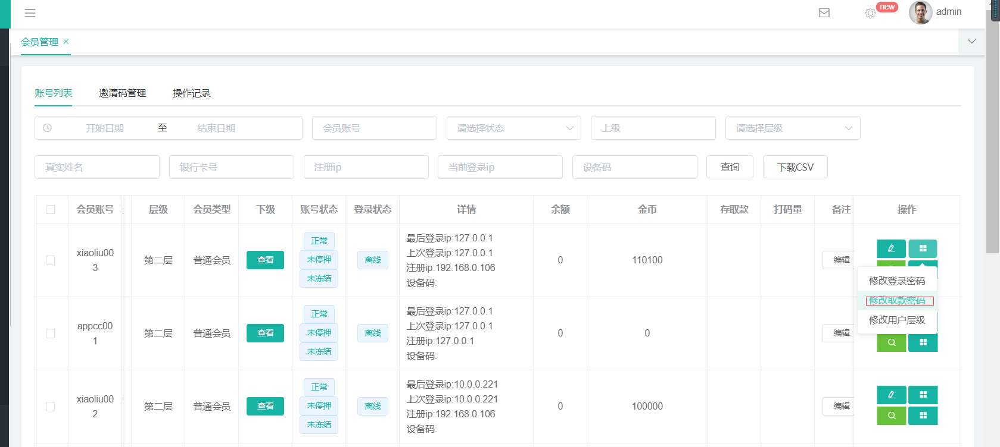 new
admin
会员管理
账号列表 邀请码管理 操作记录
开始日期 至 结束日期 会员账号 请选择状态 上级 请选择层级
真实姓名 银行卡号 注册ip 当前登录ip 设备码 查询 下载CSV
会员账号 层级 会员类型 下级 账号状态 登录状态 详情 余额 金币 存取款 打码量 备注 操作
xiaoliu003 第二层 普通会员 查看 正常 未停押 未冻结 离线
最后登录ip:127.0.0.1
上次登录ip:127.0.0.1
注册ip:192.168.0.106
设备码:
0 110100 编辑
修改登录密码
修改取款密码
修改用户层级
appcc001 第二层 普通会员 查看 正常 未停押 未冻结 离线
最后登录ip:127.0.0.1
上次登录ip:127.0.0.1
注册ip:127.0.0.1
设备码:
0 0 编辑
xiaoliu002 第二层 普通会员 查看 正常 未停押 未冻结 离线
最后登录ip:10.0.0.221
上次登录ip:10.0.0.221
注册ip:192.168.0.106
设备码:
0 100000 编辑